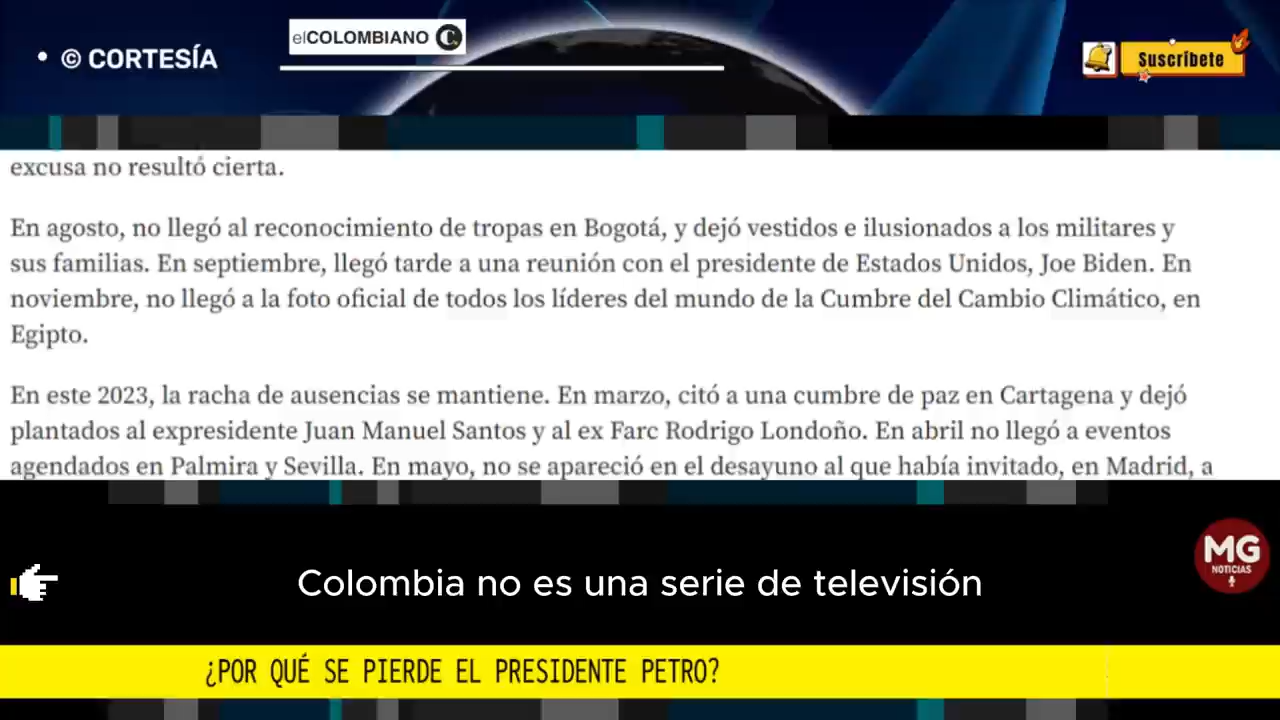 • © CORTESÍA
elCOLOMBIANO C
Suscríbete
excusa no resultó cierta.
En agosto, no llegó al reconocimiento de tropas en Bogotá, y dejó vestidos e ilusionados a los militares y
sus familias. En septiembre, llegó tarde a una reunión con el presidente de Estados Unidos, Joe Biden. En
noviembre, no llegó a la foto oficial de todos los líderes del mundo de la Cumbre del Cambio Climático, en
Egipto.
En este 2023, la racha de ausencias se mantiene. En marzo, citó a una cumbre de paz en Cartagena y dejó
plantados al expresidente Juan Manuel Santos y al ex Farc Rodrigo Londoño. En abril no llegó a eventos
agendados en Palmira y Sevilla. En mayo, no se apareció en el desayuno al que había invitado, en Madrid, a
MG
NOTICIAS
Colombia no es una serie de televisión
¿POR QUÉ SE PIERDE EL PRESIDENTE PETRO?